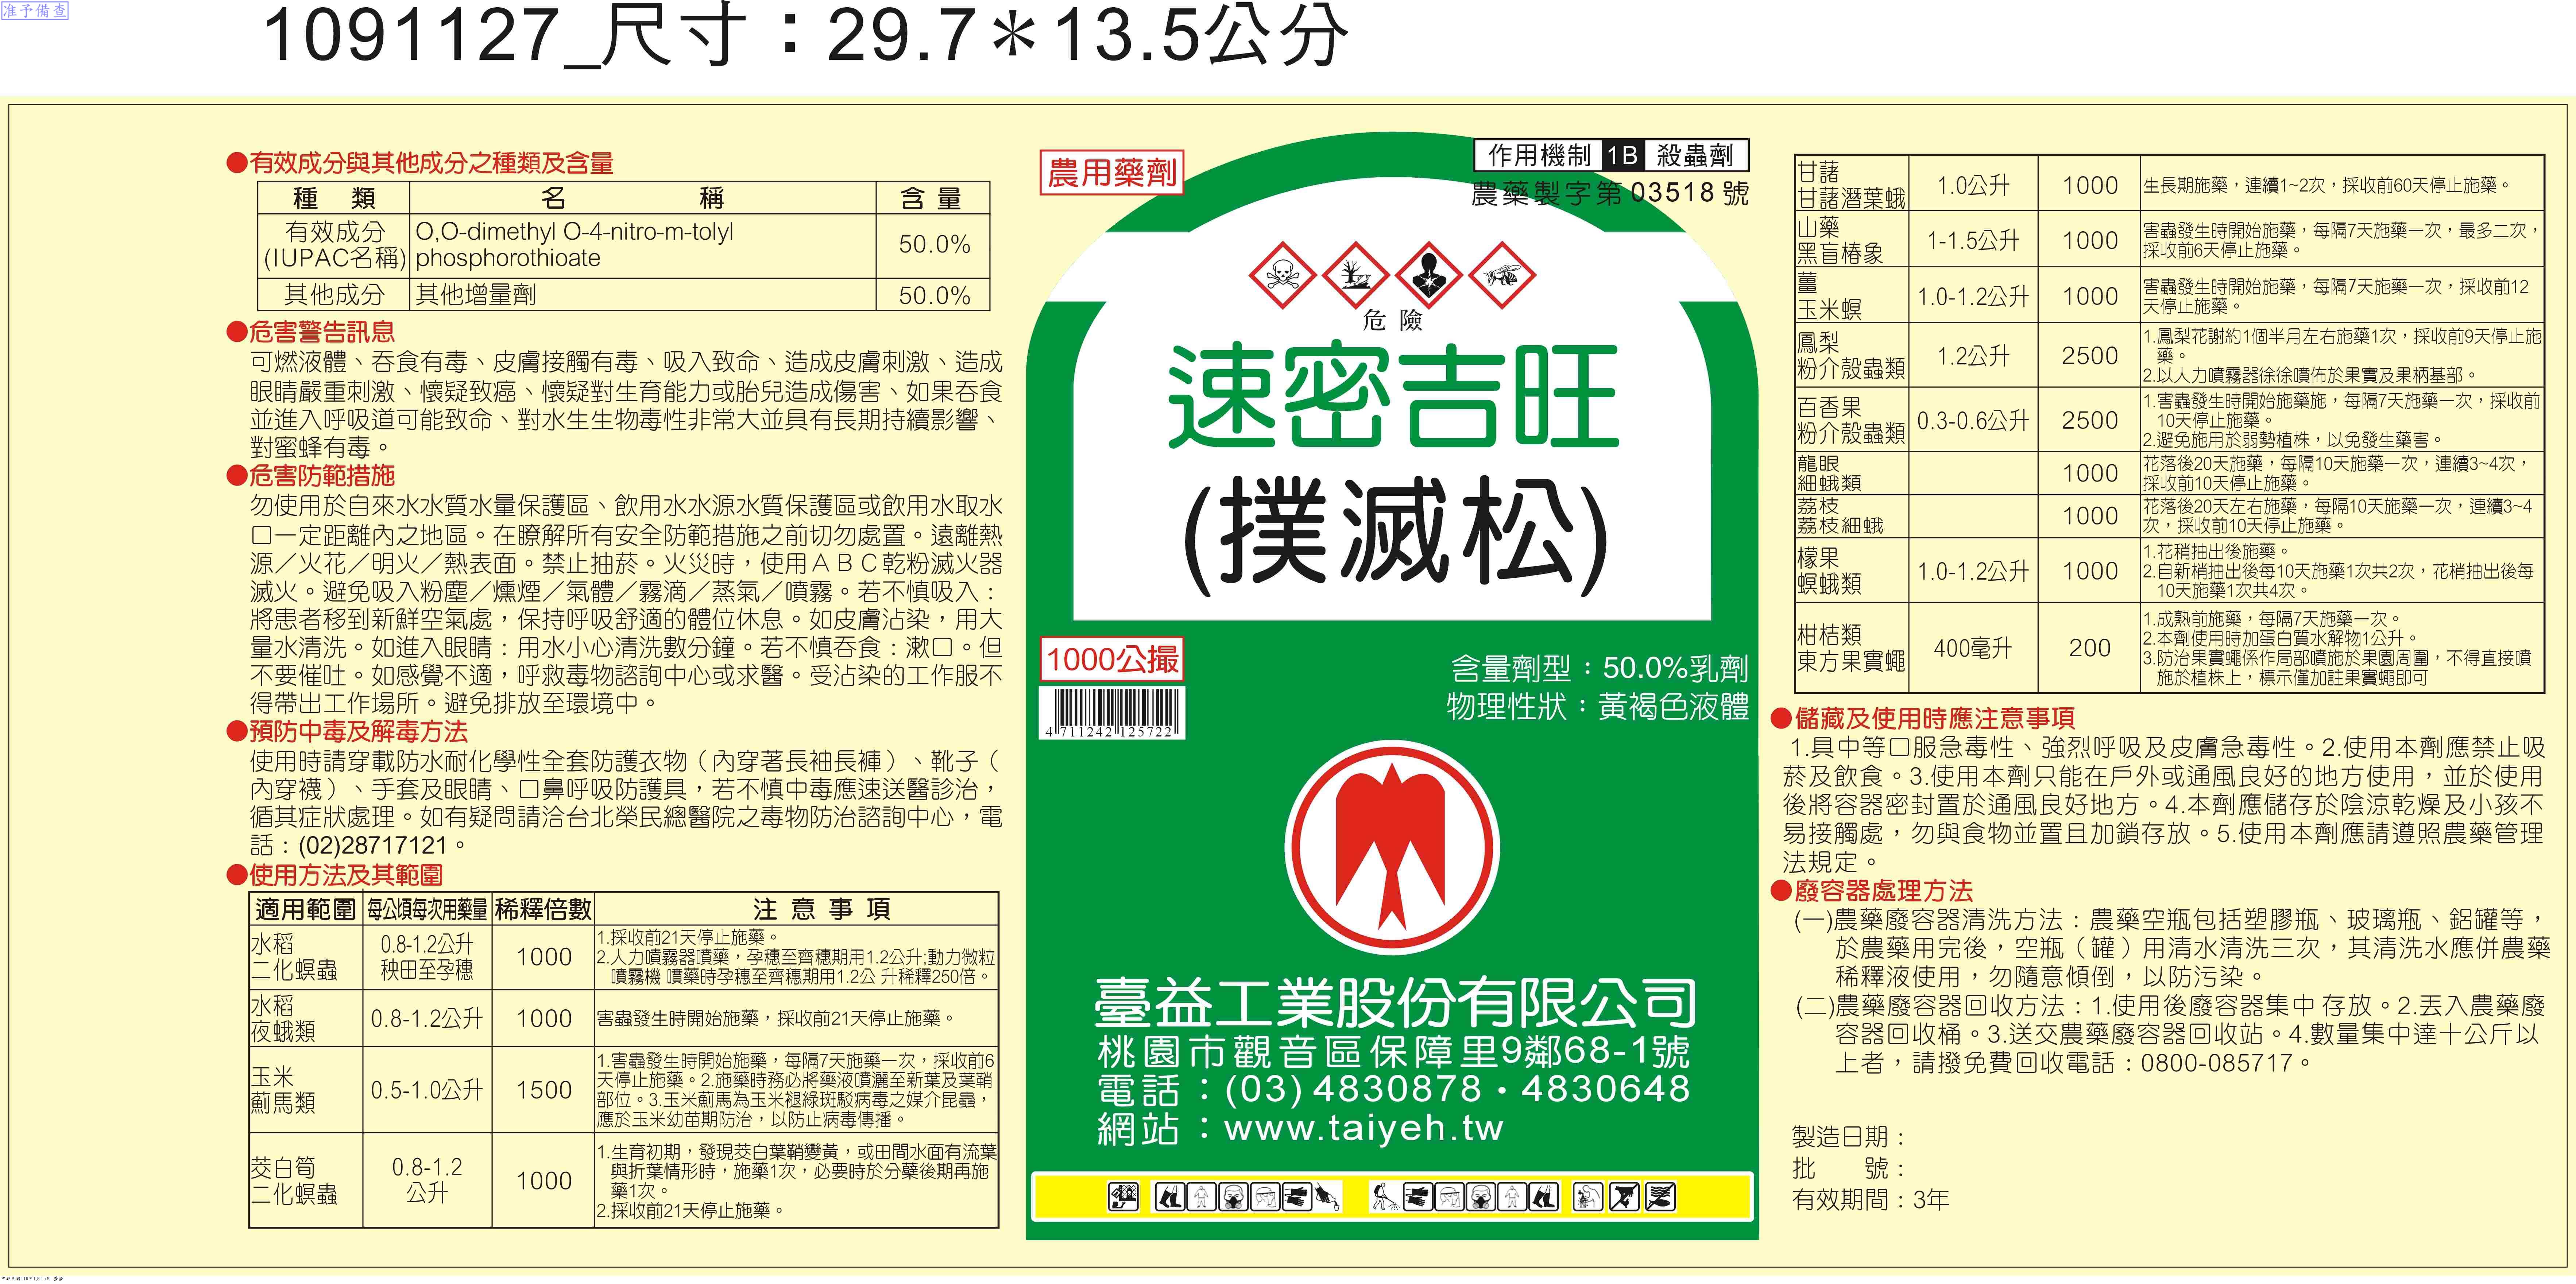 准予備查
1091127_尺寸：29.7＊13.5公分
●有效成分與其他成分之種類及含量
種 類 名 稱 含 量
有效成分 (IUPAC名稱) O,O-dimethyl O-4-nitro-m-tolyl phosphorothioate 50.0%
其他成分 其他增量劑 50.0%
●危害警告訊息
可燃液體、吞食有毒、皮膚接觸有毒、吸入致命、造成皮膚刺激、造成
眼睛嚴重刺激、懷疑致癌、懷疑對生育能力或胎兒造成傷害、如果吞食
並進入呼吸道可能致命、對水生生物毒性非常大並具有長期持續影響、
對蜜蜂有毒。
●危害防範措施
勿使用於自來水水質水量保護區、飲用水水源水質保護區或飲用水取水
口一定距離內之地區。在瞭解所有安全防範措施之前切勿處置。遠離熱
源／火花／明火／熱表面。禁止抽菸。火災時，使用ＡＢＣ乾粉滅火器
滅火。避免吸入粉塵／燻煙／氣體／霧滴／蒸氣／噴霧。若不慎吸入：
將患者移到新鮮空氣處，保持呼吸舒適的體位休息。如皮膚沾染，用大
量水清洗。如進入眼睛：用水小心清洗數分鐘。若不慎吞食：漱口。但
不要催吐。如感覺不適，呼救毒物諮詢中心或求醫。受沾染的工作服不
得帶出工作場所。避免排放至環境中。
●預防中毒及解毒方法
使用時請穿載防水耐化學性全套防護衣物（內穿著長袖長褲）、靴子（
內穿襪）、手套及眼睛、口鼻呼吸防護具，若不慎中毒應速送醫診治，
循其症狀處理。如有疑問請洽台北榮民總醫院之毒物防治諮詢中心，電
話：(02)28717121。
●使用方法及其範圍
適用範圍 每公頃每次用藥量 稀釋倍數 注 意 事 項
水稻
二化螟蟲
0.8-1.2公升
秧田至孕穗
1000
1.採收前21天停止施藥。
2.人力噴霧器噴藥，孕穗至齊穗期用1.2公升;動力微粒
噴霧機 噴藥時孕穗至齊穗期用1.2公 升稀釋250倍。
水稻
夜蛾類
0.8-1.2公升
1000
害蟲發生時開始施藥，採收前21天停止施藥。
玉米
薊馬類
0.5-1.0公升
1500
1.害蟲發生時開始施藥，每隔7天施藥一次，採收前6
天停止施藥。2.施藥時務必將藥液噴灑至新葉及葉鞘
部位。3.玉米薊馬為玉米褪綠斑駁病毒之媒介昆蟲，
應於玉米幼苗期防治，以防止病毒傳播。
茭白筍
二化螟蟲
0.8-1.2
公升
1000
1.生育初期，發現茭白葉鞘變黃，或田間水面有流葉
與折葉情形時，施藥1次，必要時於分蘗後期再施
藥1次。
2.採收前21天停止施藥。
農用藥劑
作用機制 1B 殺蟲劑
農藥製字第 03518 號
危 險
速密吉旺
(撲滅松)
1000公撮
4 711242 125722
含量劑型：50.0%乳劑
物理性狀：黃褐色液體
臺益工業股份有限公司
桃園市觀音區保障里9鄰68-1號
電話：(03) 4830878・4830648
網站：www.taiyeh.tw
甘藷
甘藷潛葉蛾
1.0公升
1000
生長期施藥，連續1~2次，採收前60天停止施藥。
山藥
黑盲椿象
1-1.5公升
1000
害蟲發生時開始施藥，每隔7天施藥一次，最多二次，
採收前6天停止施藥。
薑
玉米螟
1.0-1.2公升
1000
害蟲發生時開始施藥，每隔7天施藥一次，採收前12
天停止施藥。
鳳梨
粉介殼蟲類
1.2公升
2500
1.鳳梨花謝約1個半月左右施藥1次，採收前9天停止施
藥。
2.以人力噴霧器徐徐噴佈於果實及果柄基部。
百香果
粉介殼蟲類
0.3-0.6公升
2500
1.害蟲發生時開始施藥施，每隔7天施藥一次，採收前
10天停止施藥。
2.避免施用於弱勢植株，以免發生藥害。
龍眼
細蛾類
1000
花落後20天施藥，每隔10天施藥一次，連續3~4次，
採收前10天停止施藥。
荔枝
荔枝細蛾
1000
花落後20天左右施藥，每隔10天施藥一次，連續3~4
次，採收前10天停止施藥。
檬果
螟蛾類
1.0-1.2公升
1000
1.花稍抽出後施藥。
2.自新梢抽出後每10天施藥1次共2次，花梢抽出後每
10天施藥1次共4次。
柑桔類
東方果實蠅
400毫升
200
1.成熟前施藥，每隔7天施藥一次。
2.本劑使用時加蛋白質水解物1公升。
3.防治果實蠅係作局部噴施於果園周圍，不得直接噴
施於植株上，標示僅加註果實蠅即可
●儲藏及使用時應注意事項
1.具中等口服急毒性、強烈呼吸及皮膚急毒性。2.使用本劑應禁止吸
菸及飲食。3.使用本劑只能在戶外或通風良好的地方使用，並於使用
後將容器密封置於通風良好地方。4.本劑應儲存於陰涼乾燥及小孩不
易接觸處，勿與食物並置且加鎖存放。5.使用本劑應請遵照農藥管理
法規定。
●廢容器處理方法
(一)農藥廢容器清洗方法：農藥空瓶包括塑膠瓶、玻璃瓶、鋁罐等，
於農藥用完後，空瓶（罐）用清水清洗三次，其清洗水應併農藥
稀釋液使用，勿隨意傾倒，以防污染。
(二)農藥廢容器回收方法：1.使用後廢容器集中存放。2.丟入農藥廢
容器回收桶。3.送交農藥廢容器回收站。4.數量集中達十公斤以
上者，請撥免費回收電話：0800-085717。
製造日期：
批 號：
有效期間：3年